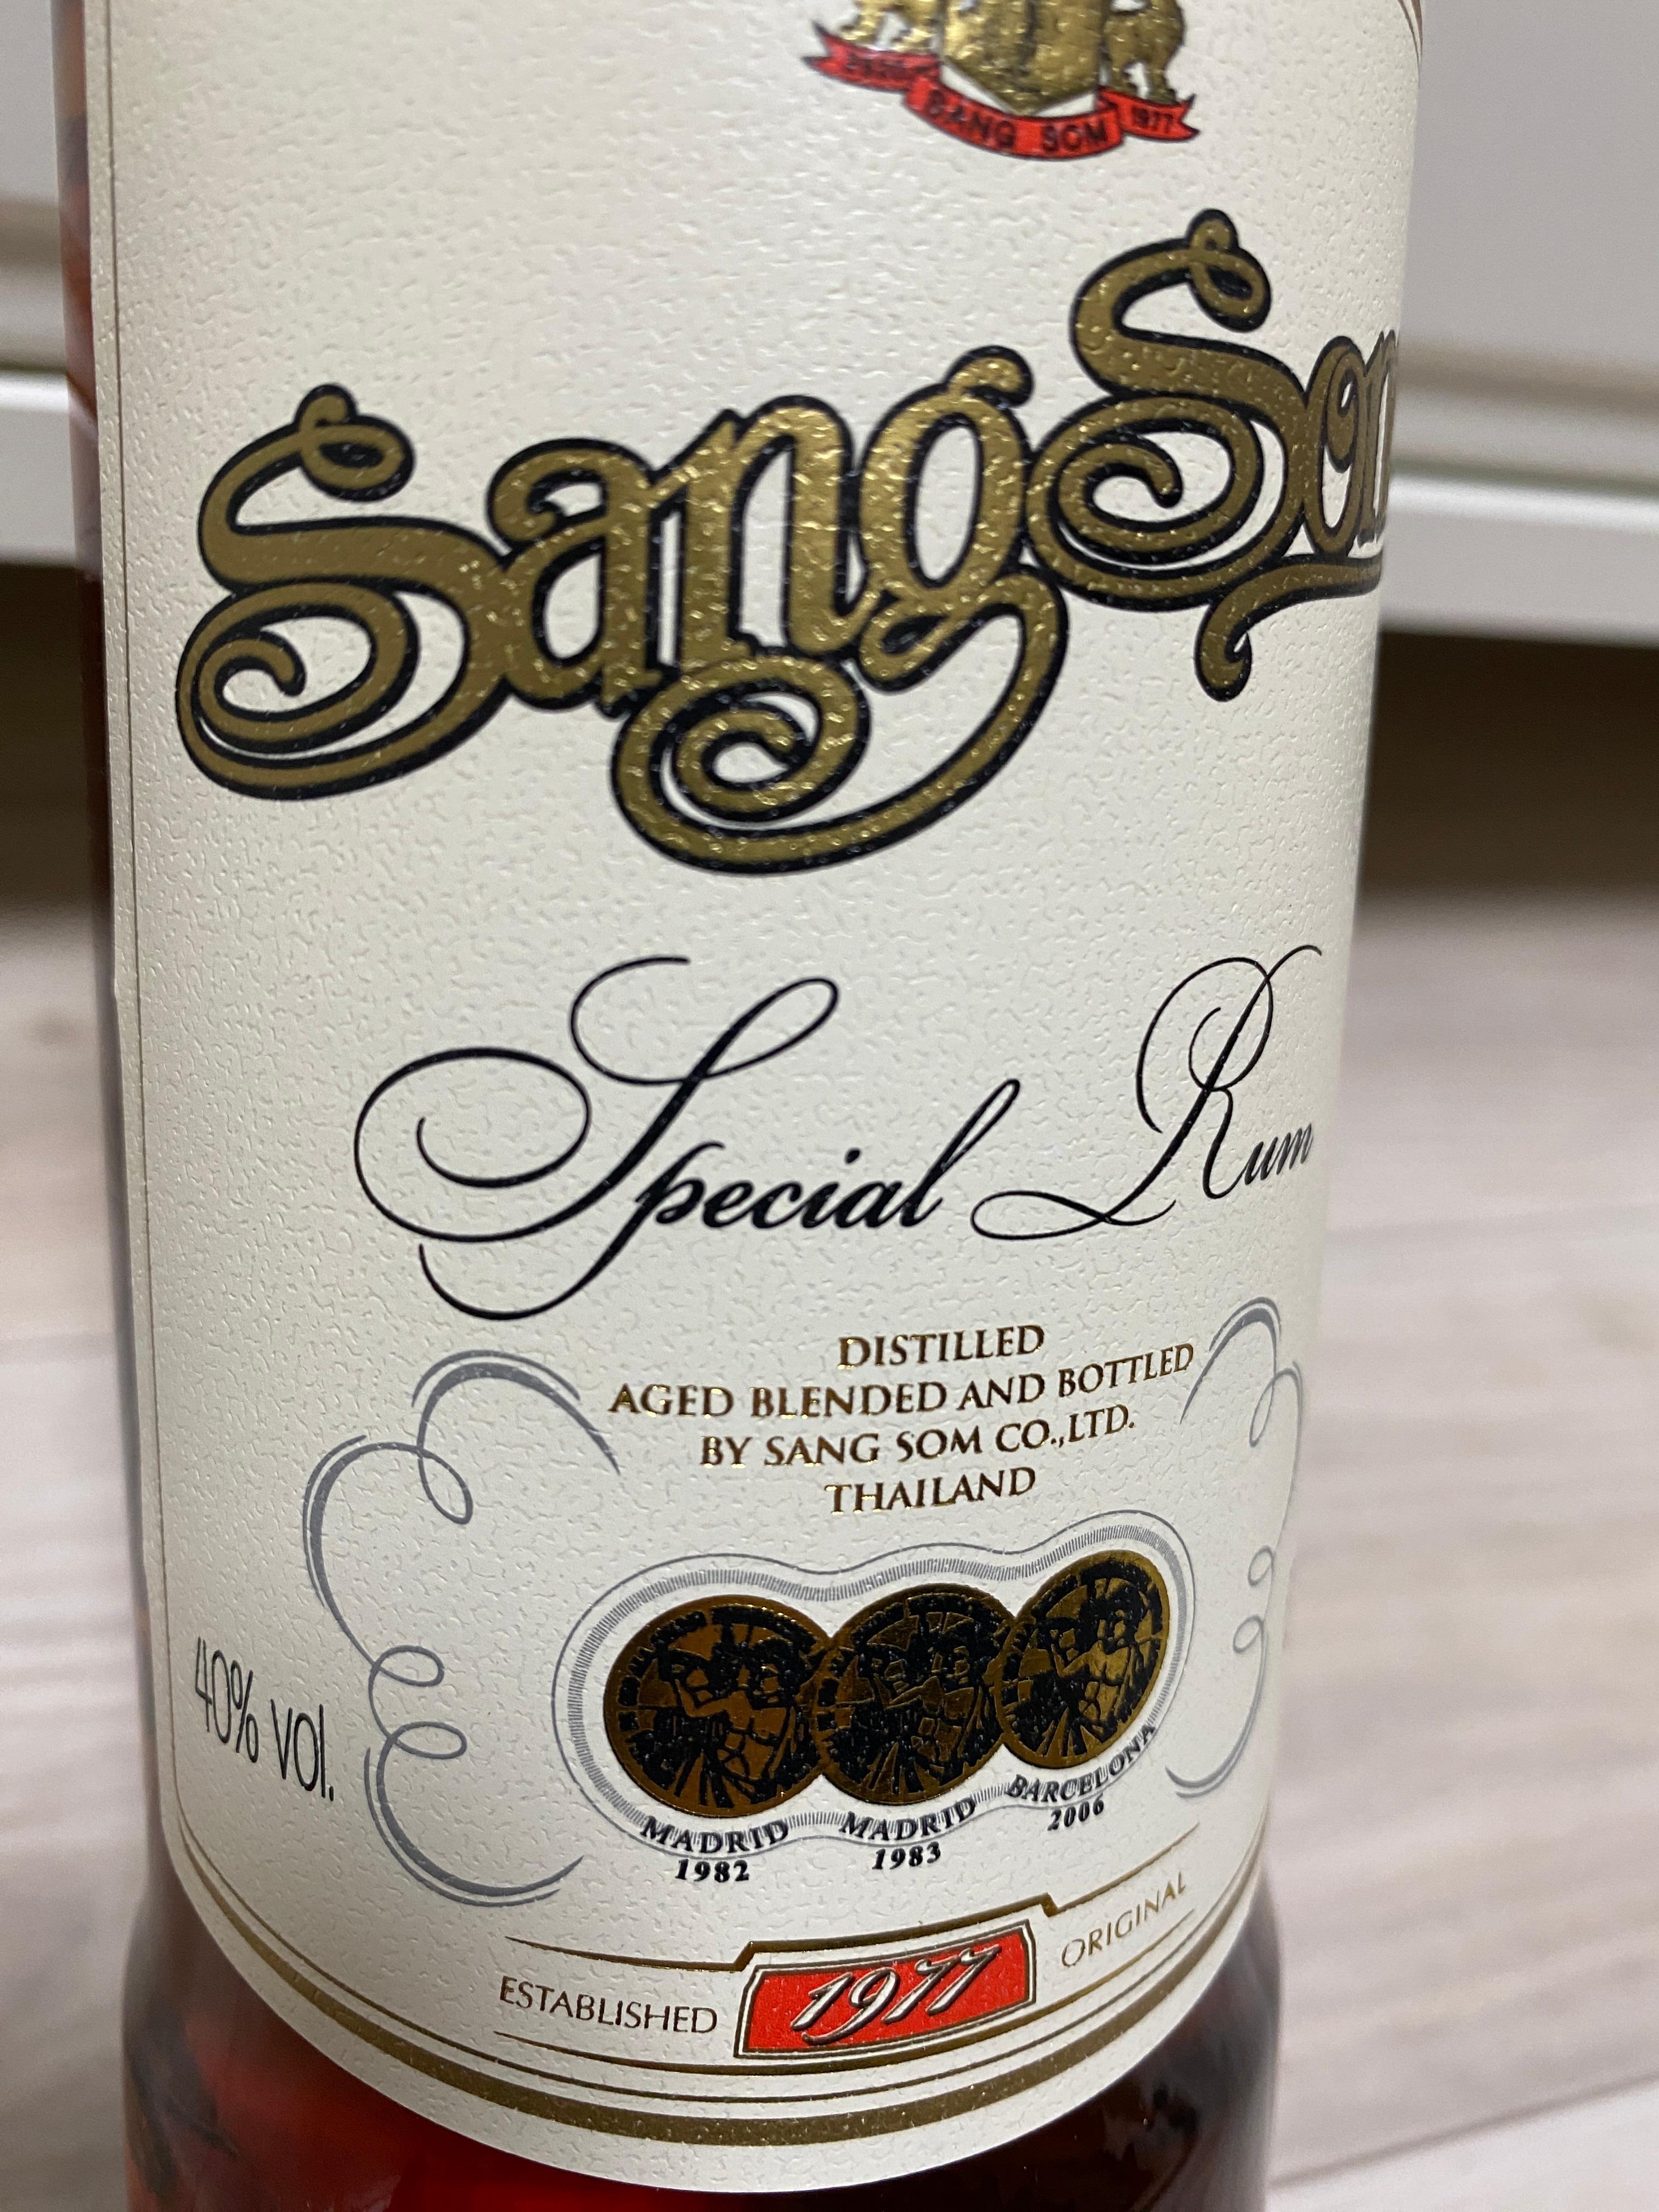 SANG SOM 1977
SangSom
Special Rum
DISTILLED
AGED BLENDED AND BOTTLED
BY SANG SOM CO.,LTD.
THAILAND
40% vol.
MADRID
1982
MADRID
1983
BARCELONA
2006
ESTABLISHED 1977 ORIGINAL